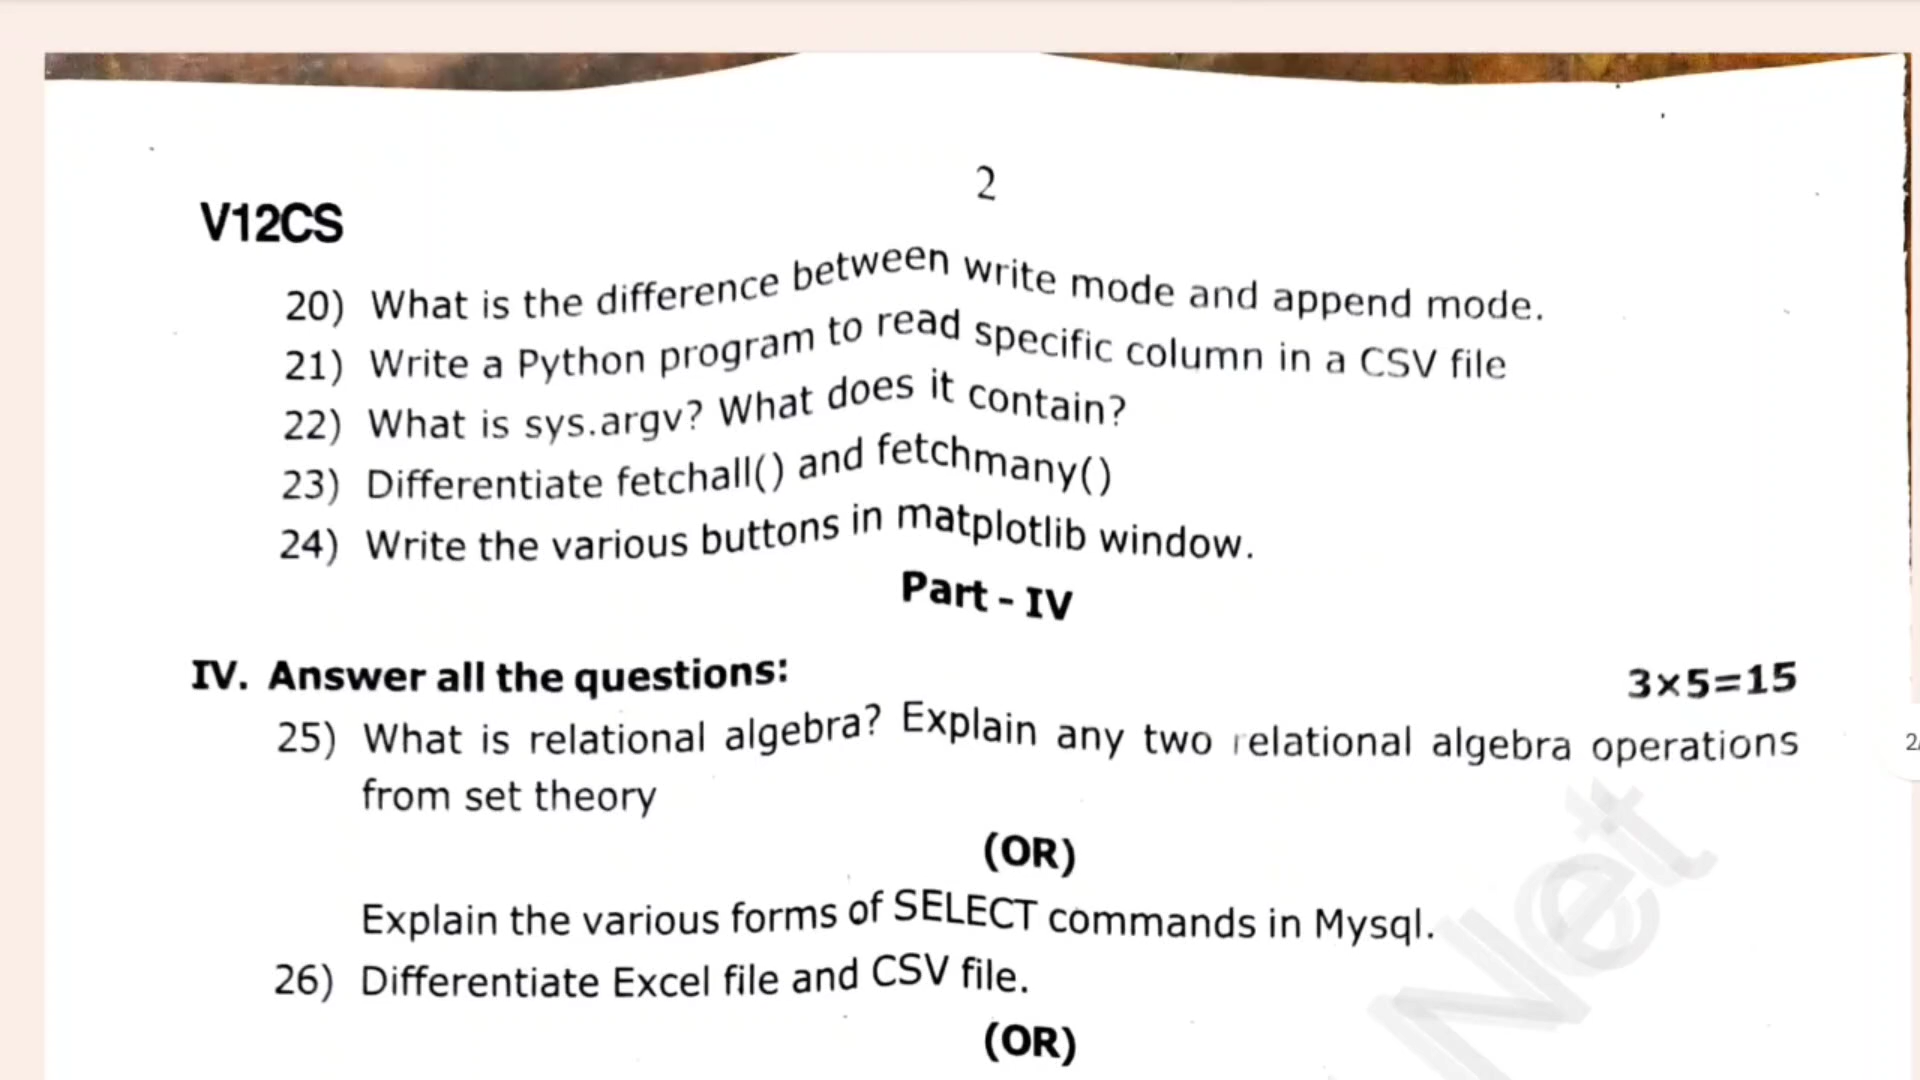 2
V12CS
20) What is the difference between write mode and append mode.
21) Write a Python program to read specific column in a CSV file
22) What is sys.argv? What does it contain?
23) Differentiate fetchall() and fetchmany()
24) Write the various buttons in matplotlib window.
Part - IV
IV. Answer all the questions: 3×5=15
25) What is relational algebra? Explain any two relational algebra operations
from set theory
(OR)
Explain the various forms of SELECT commands in Mysql.
26) Differentiate Excel file and CSV file.
(OR)
Net